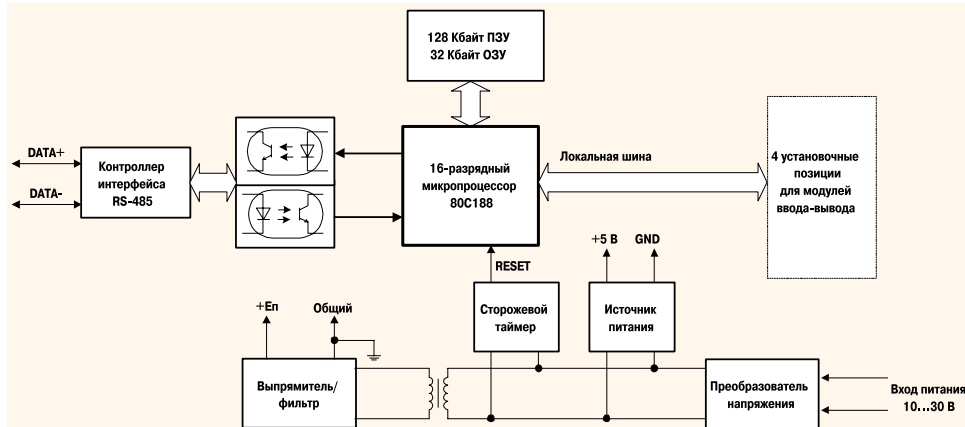 128 Кбайт ПЗУ
32 Кбайт ОЗУ
DATA+
DATA-
Контроллер
интерфейса
RS-485
16-разрядный
микропроцессор
80C188
Локальная шина
4 установочные
позиции
для модулей
ввода-вывода
RESET
+5 В
GND
Сторожевой
таймер
Источник
питания
+Еп
Общий
Выпрямитель/
фильтр
Преобразователь
напряжения
Вход питания
10...30 В